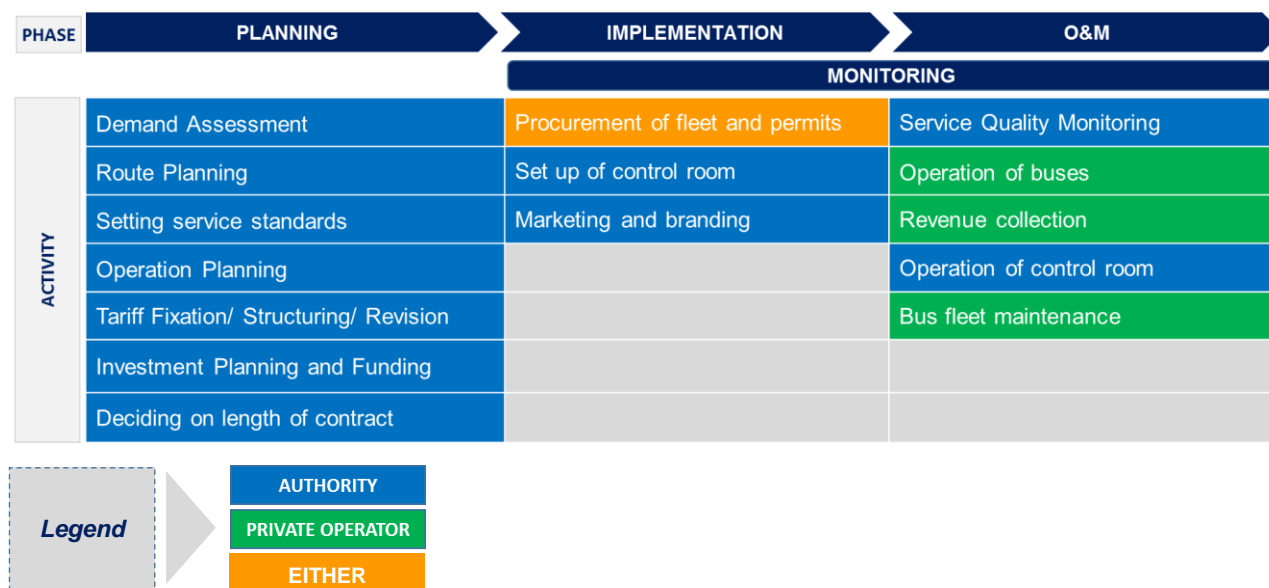 PHASE
PLANNING
IMPLEMENTATION
O&M
MONITORING
ACTIVITY
Demand Assessment
Procurement of fleet and permits
Service Quality Monitoring
Route Planning
Set up of control room
Operation of buses
Setting service standards
Marketing and branding
Revenue collection
Operation Planning
Operation of control room
Tariff Fixation/ Structuring/ Revision
Bus fleet maintenance
Investment Planning and Funding
Deciding on length of contract
Legend
AUTHORITY
PRIVATE OPERATOR
EITHER